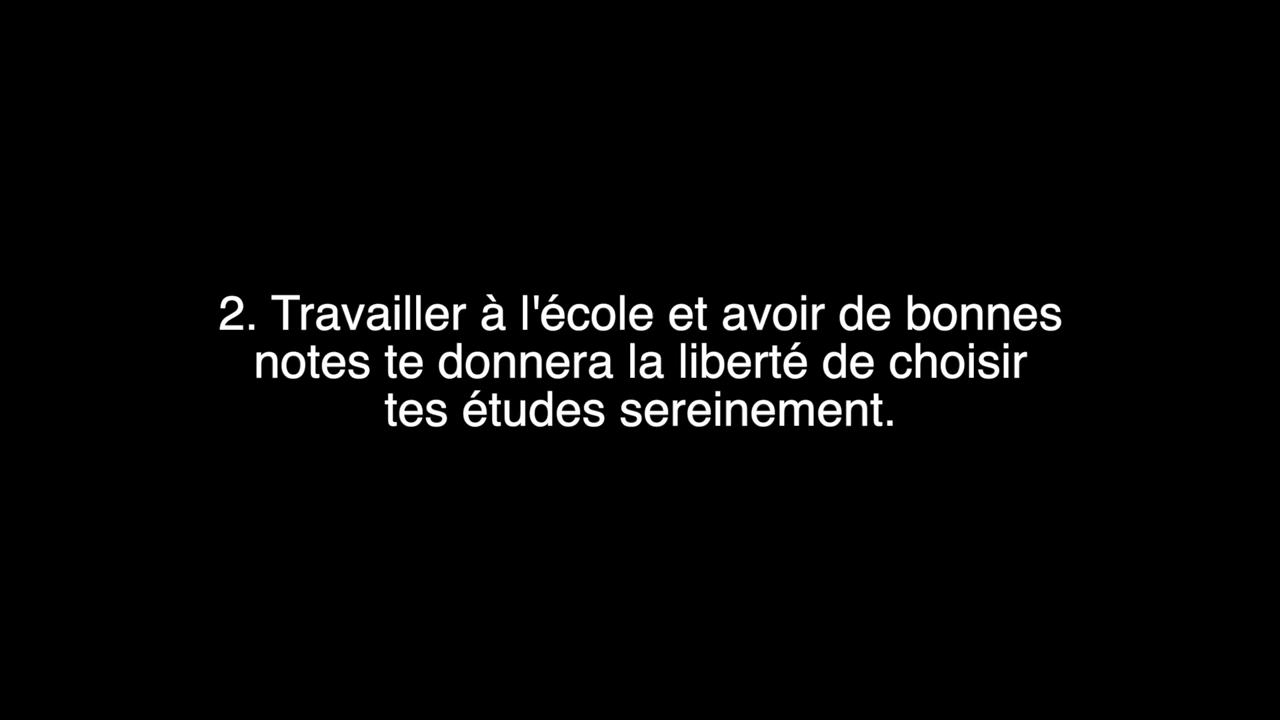 2. Travailler à l'école et avoir de bonnes
notes te donnera la liberté de choisir
tes études sereinement.